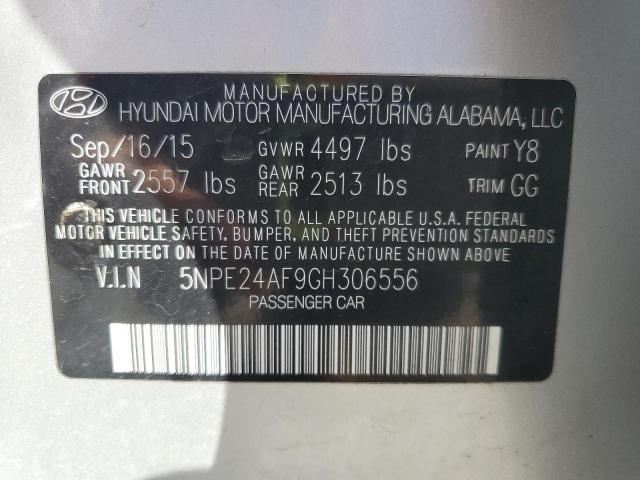 MANUFACTURED BY
HYUNDAI MOTOR MANUFACTURING ALABAMA, LLC
Sep/16/15 GVWR 4497 lbs PAINT Y8
GAWR FRONT 2557 lbs GAWR REAR 2513 lbs TRIM GG
THIS VEHICLE CONFORMS TO ALL APPLICABLE U.S.A. FEDERAL
MOTOR VEHICLE SAFETY, BUMPER, AND THEFT PREVENTION STANDARDS
IN EFFECT ON THE DATE OF MANUFACTURE SHOWN ABOVE.
V.I.N 5NPE24AF9GH306556
PASSENGER CAR